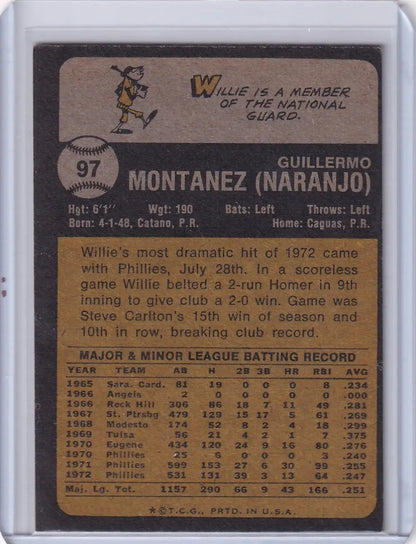 WILLIE IS A MEMBER
OF THE NATIONAL
GUARD.
97
GUILLERMO
MONTANEZ (NARANJO)
Hgt: 6'1" Wgt: 190 Bats: Left Throws: Left
Born: 4-1-48, Catano, P.R. Home: Caguas, P.R.
Willie's most dramatic hit of 1972 came
with Phillies, July 28th. In a scoreless
game Willie belted a 2-run Homer in 9th
inning to give club a 2-0 win. Game was
Steve Carlton's 15th win of season and
10th in row, breaking club record.
MAJOR & MINOR LEAGUE BATTING RECORD
YEAR TEAM AB H 2B 3B HR RBI AVG
1965 Sara. Card. 81 19 0 0 0 8 .234
1966 Angels 2 0 0 0 0 0 .000
1966 Rock Hill 306 86 18 7 11 49 .281
1967 St. Ptrsbg 479 129 15 17 5 61 .269
1968 Modesto 174 52 8 2 4 18 .299
1969 Tulsa 56 21 4 2 1 7 .375
1970 Eugene 434 120 24 9 16 80 .276
1970 Phillies 25 6 0 0 0 3 .240
1971 Phillies 599 153 27 6 30 99 .255
1972 Phillies 531 131 39 3 13 64 .247
Maj. Lg. Tot. 1157 290 66 9 43 166 .251
*©T.C.G., PRTD. IN U.S.A.